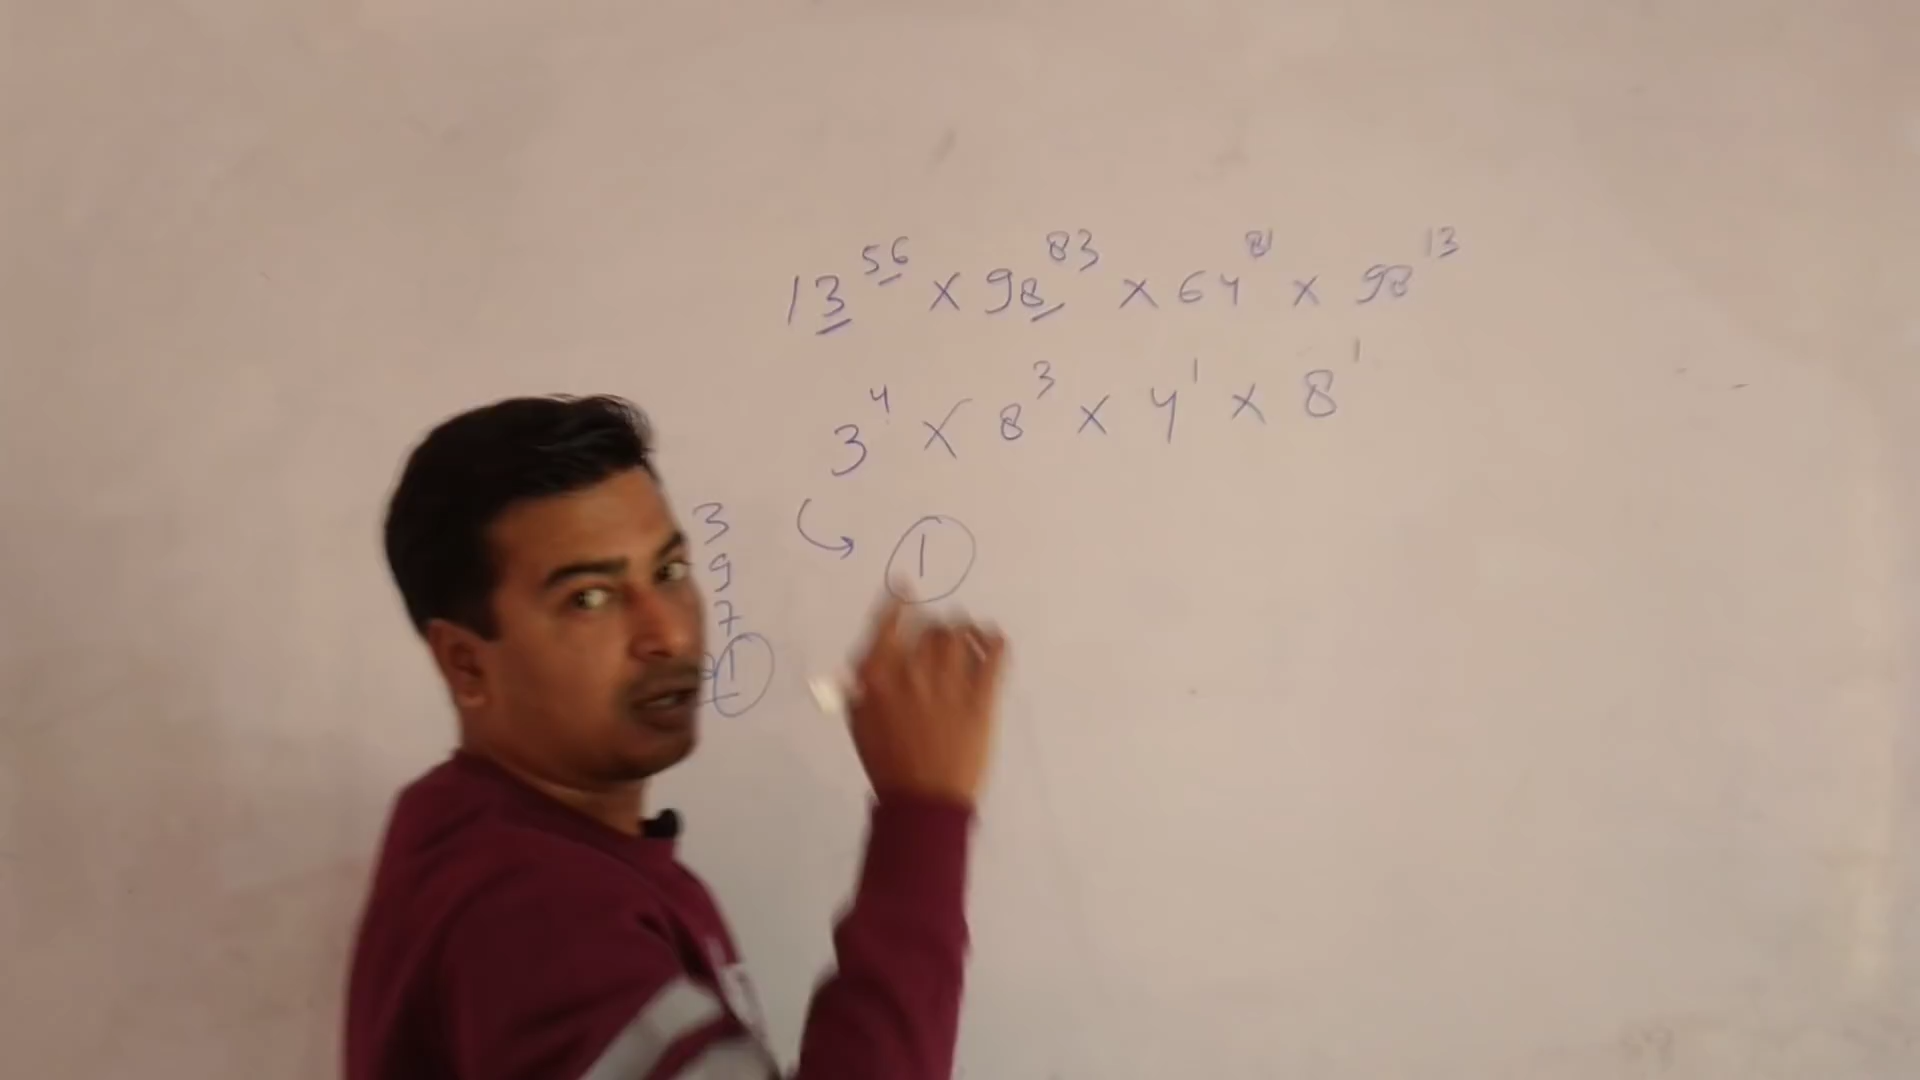 13^56 × 98^83 × 64^81 × 98^13
3^4 × 8^3 × 4^1 × 8^1
3
9
7
1
1